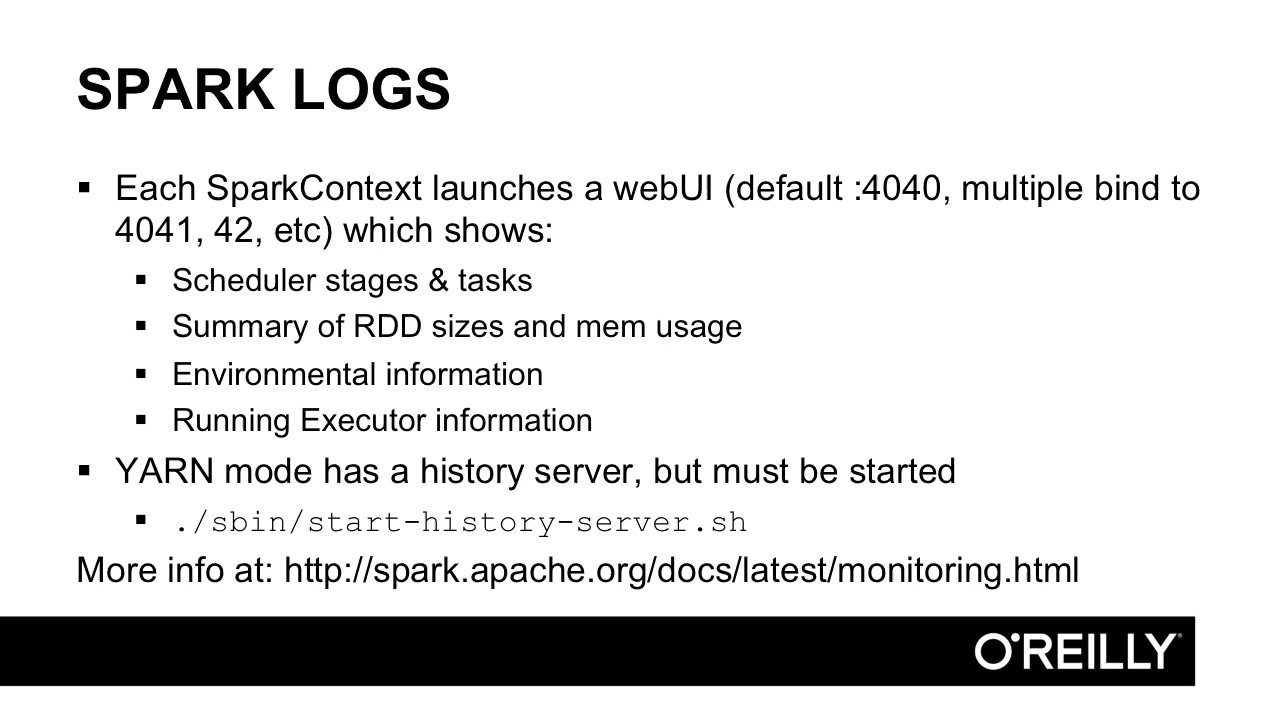 SPARK LOGS
▪ Each SparkContext launches a webUI (default :4040, multiple bind to
4041, 42, etc) which shows:
▪ Scheduler stages & tasks
▪ Summary of RDD sizes and mem usage
▪ Environmental information
▪ Running Executor information
▪ YARN mode has a history server, but must be started
▪ ./sbin/start-history-server.sh
More info at: http://spark.apache.org/docs/latest/monitoring.html
O'REILLY®